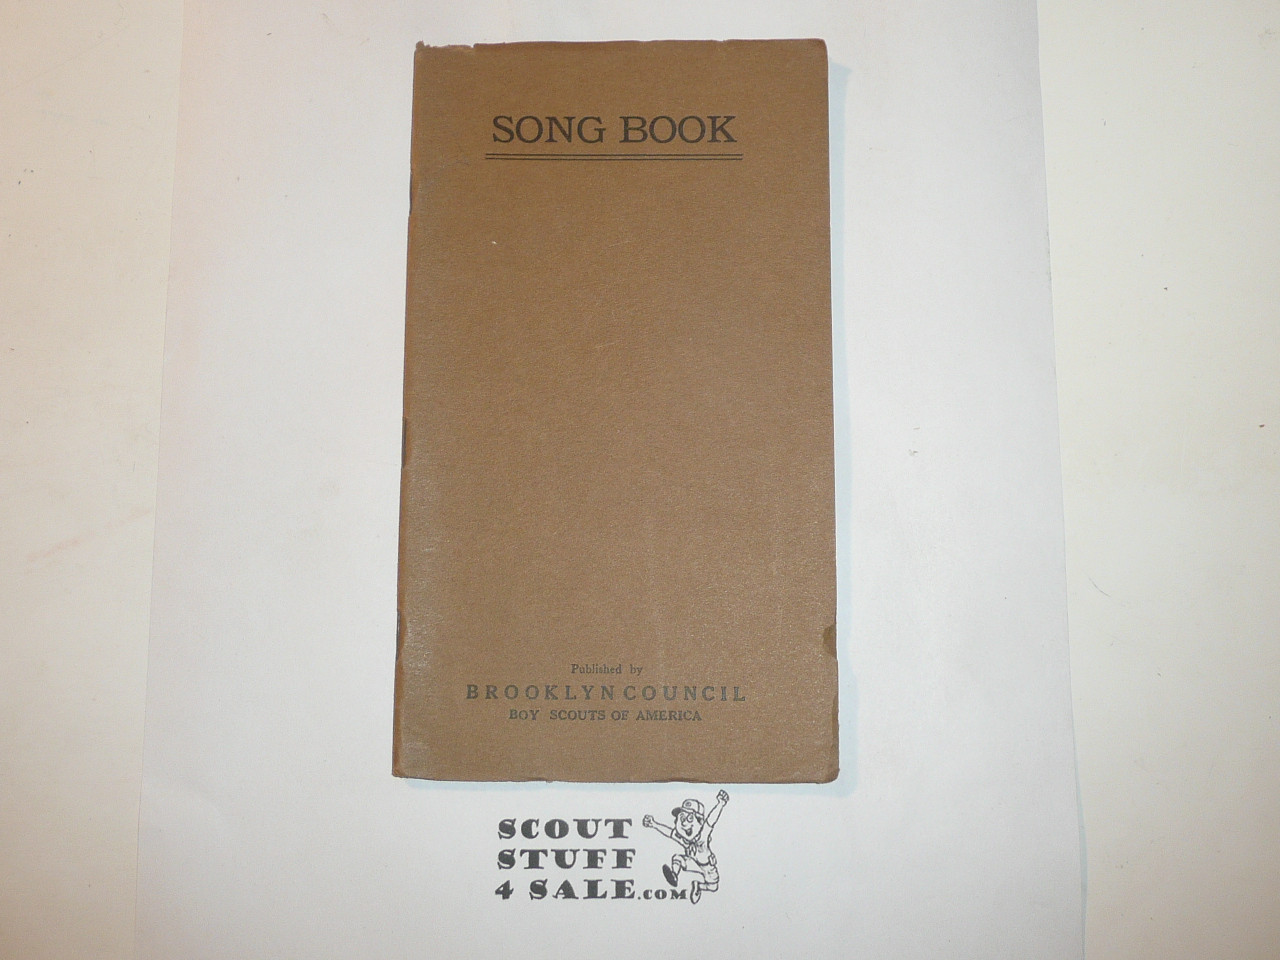 SONG BOOK
Published by
BROOKLYN COUNCIL
BOY SCOUTS OF AMERICA
SCOUT
STUFF
4 SALE.COM